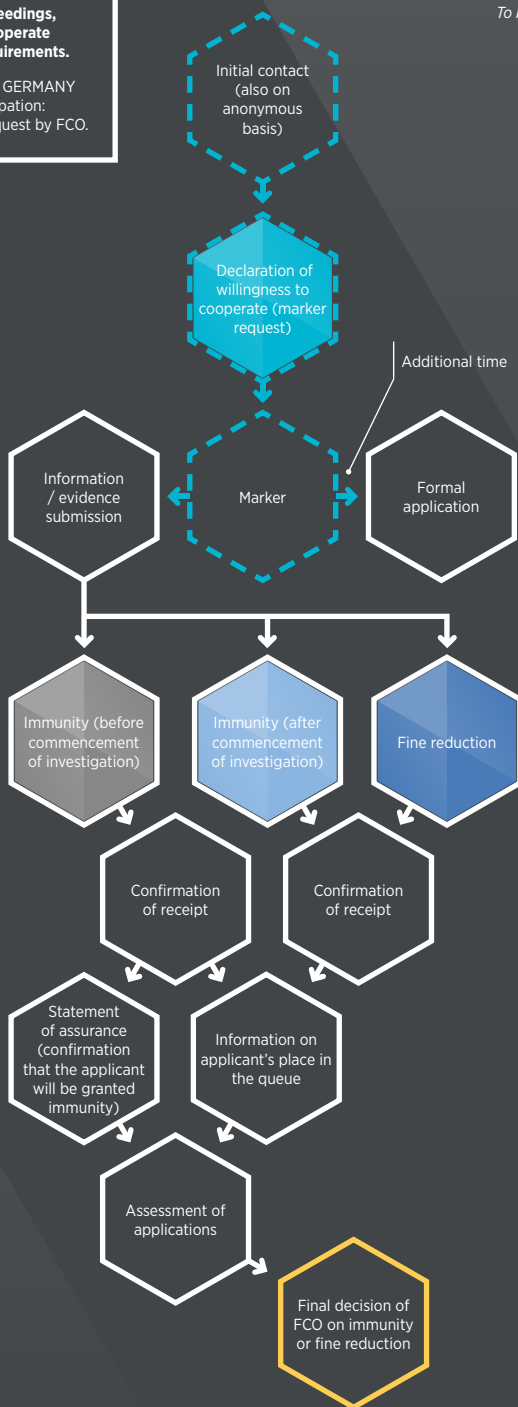 eedings,
operate
uirements.
GERMANY
pation:
quest by FCO.
To
Initial contact
(also on
anonymous
basis)
Declaration of
willingness to
cooperate (marker
request)
Additional time
Information
/ evidence
submission
Marker
Formal
application
Immunity (before
commencement
of investigation)
Immunity (after
commencement
of investigation)
Fine reduction
Confirmation
of receipt
Confirmation
of receipt
Statement
of assurance
(confirmation
that the applicant
will be granted
immunity)
Information on
applicant's place in
the queue
Assessment of
applications
Final decision of
FCO on immunity
or fine reduction